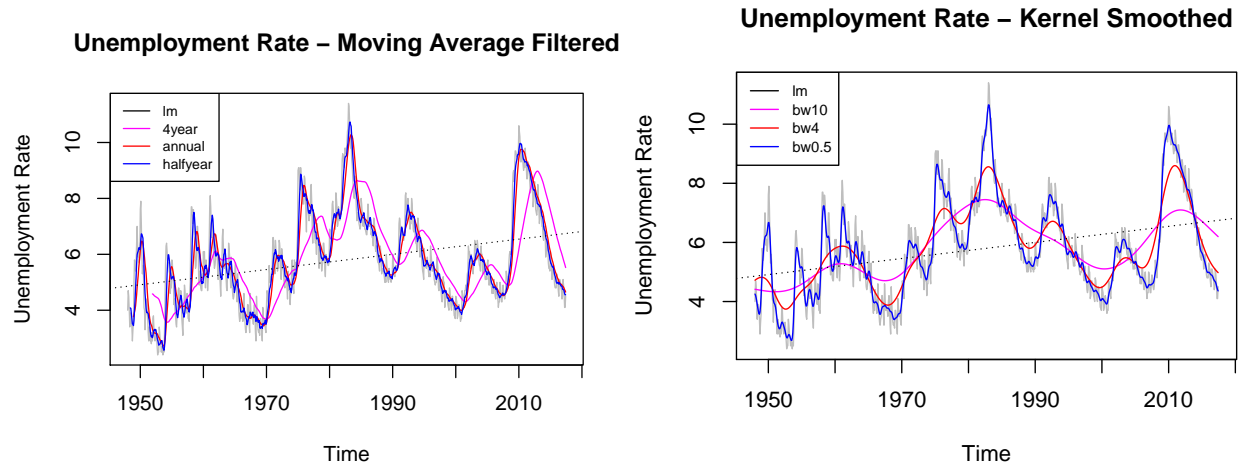 Unemployment Rate – Moving Average Filtered
lm
4year
annual
halfyear
Unemployment Rate
10
8
6
4
1950
1970
1990
2010
Time
Unemployment Rate – Kernel Smoothed
lm
bw10
bw4
bw0.5
Unemployment Rate
10
8
6
4
1950
1970
1990
2010
Time